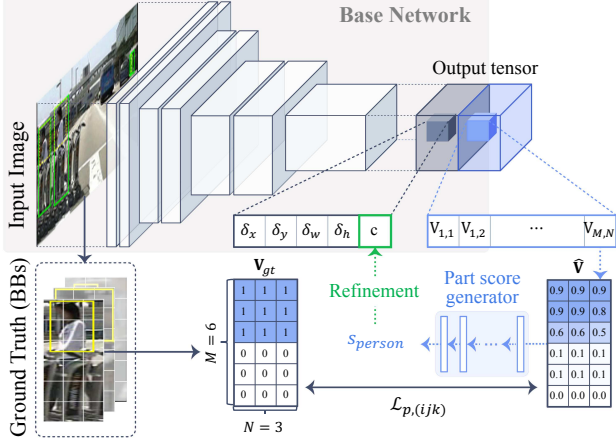 Base Network
Output tensor
Input Image
δx δy δw δh c
V1,1 V1,2 ⋯ VM,N
Ground Truth (BBs)
Vgt
1 1 1
1 1 1
1 1 1
0 0 0
0 0 0
0 0 0
M = 6
N = 3
Refinement
sperson
Part score
generator
⋯
V̂
0.9 0.9 0.9
0.9 0.9 0.8
0.6 0.6 0.5
0.1 0.1 0.1
0.1 0.1 0.0
0.0 0.0 0.0
ℒp,(ijk)